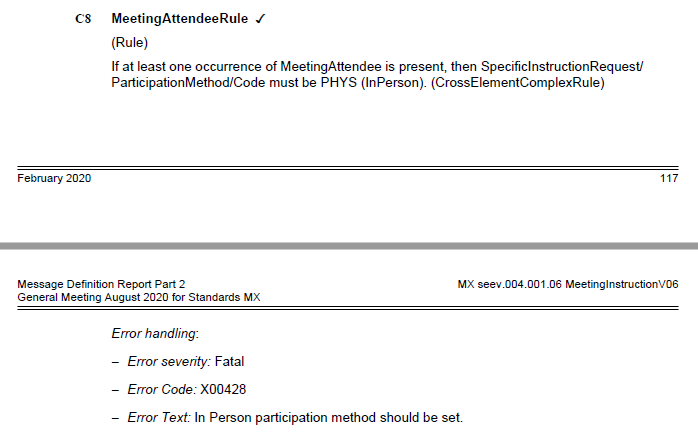 C8 MeetingAttendeeRule ✓
(Rule)
If at least one occurrence of MeetingAttendee is present, then SpecificInstructionRequest/
ParticipationMethod/Code must be PHYS (InPerson). (CrossElementComplexRule)
February 2020 117
Message Definition Report Part 2 MX seev.004.001.06 MeetingInstructionV06
General Meeting August 2020 for Standards MX
Error handling:
– Error severity: Fatal
– Error Code: X00428
– Error Text: In Person participation method should be set.